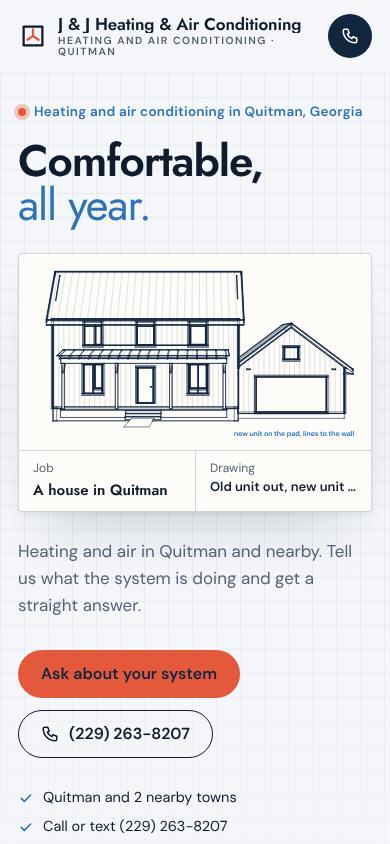 J & J Heating & Air Conditioning
HEATING AND AIR CONDITIONING ·
QUITMAN
Heating and air conditioning in Quitman, Georgia
Comfortable,
all year.
new unit on the pad, lines to the wall
Job
A house in Quitman
Drawing
Old unit out, new unit ...
Heating and air in Quitman and nearby. Tell
us what the system is doing and get a
straight answer.
Ask about your system
(229) 263-8207
Quitman and 2 nearby towns
Call or text (229) 263-8207